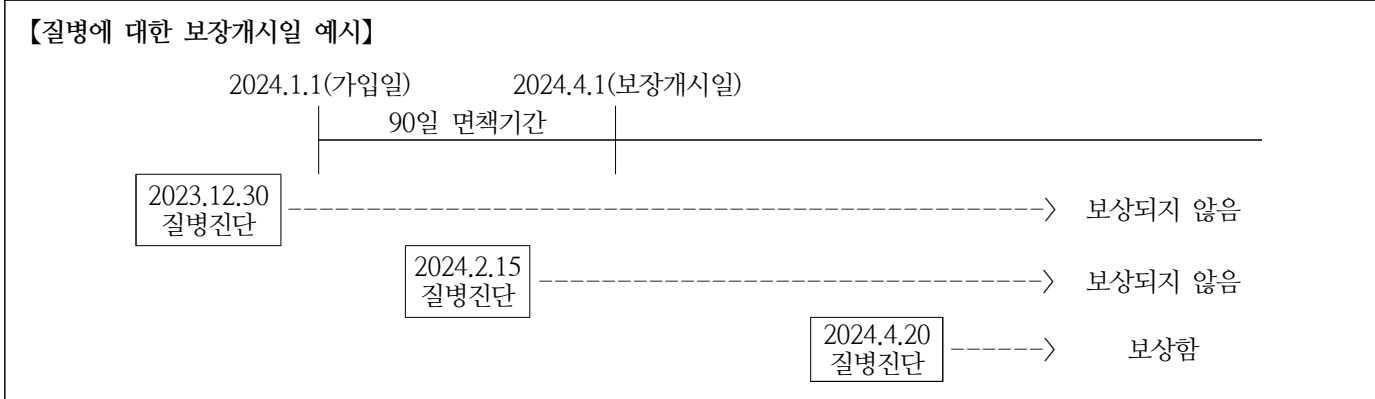 【질병에 대한 보장개시일 예시】
2024.1.1(가입일) 2024.4.1(보장개시일)
90일 면책기간
2023.12.30
질병진단
보상되지 않음
2024.2.15
질병진단
보상되지 않음
2024.4.20
질병진단
보상함